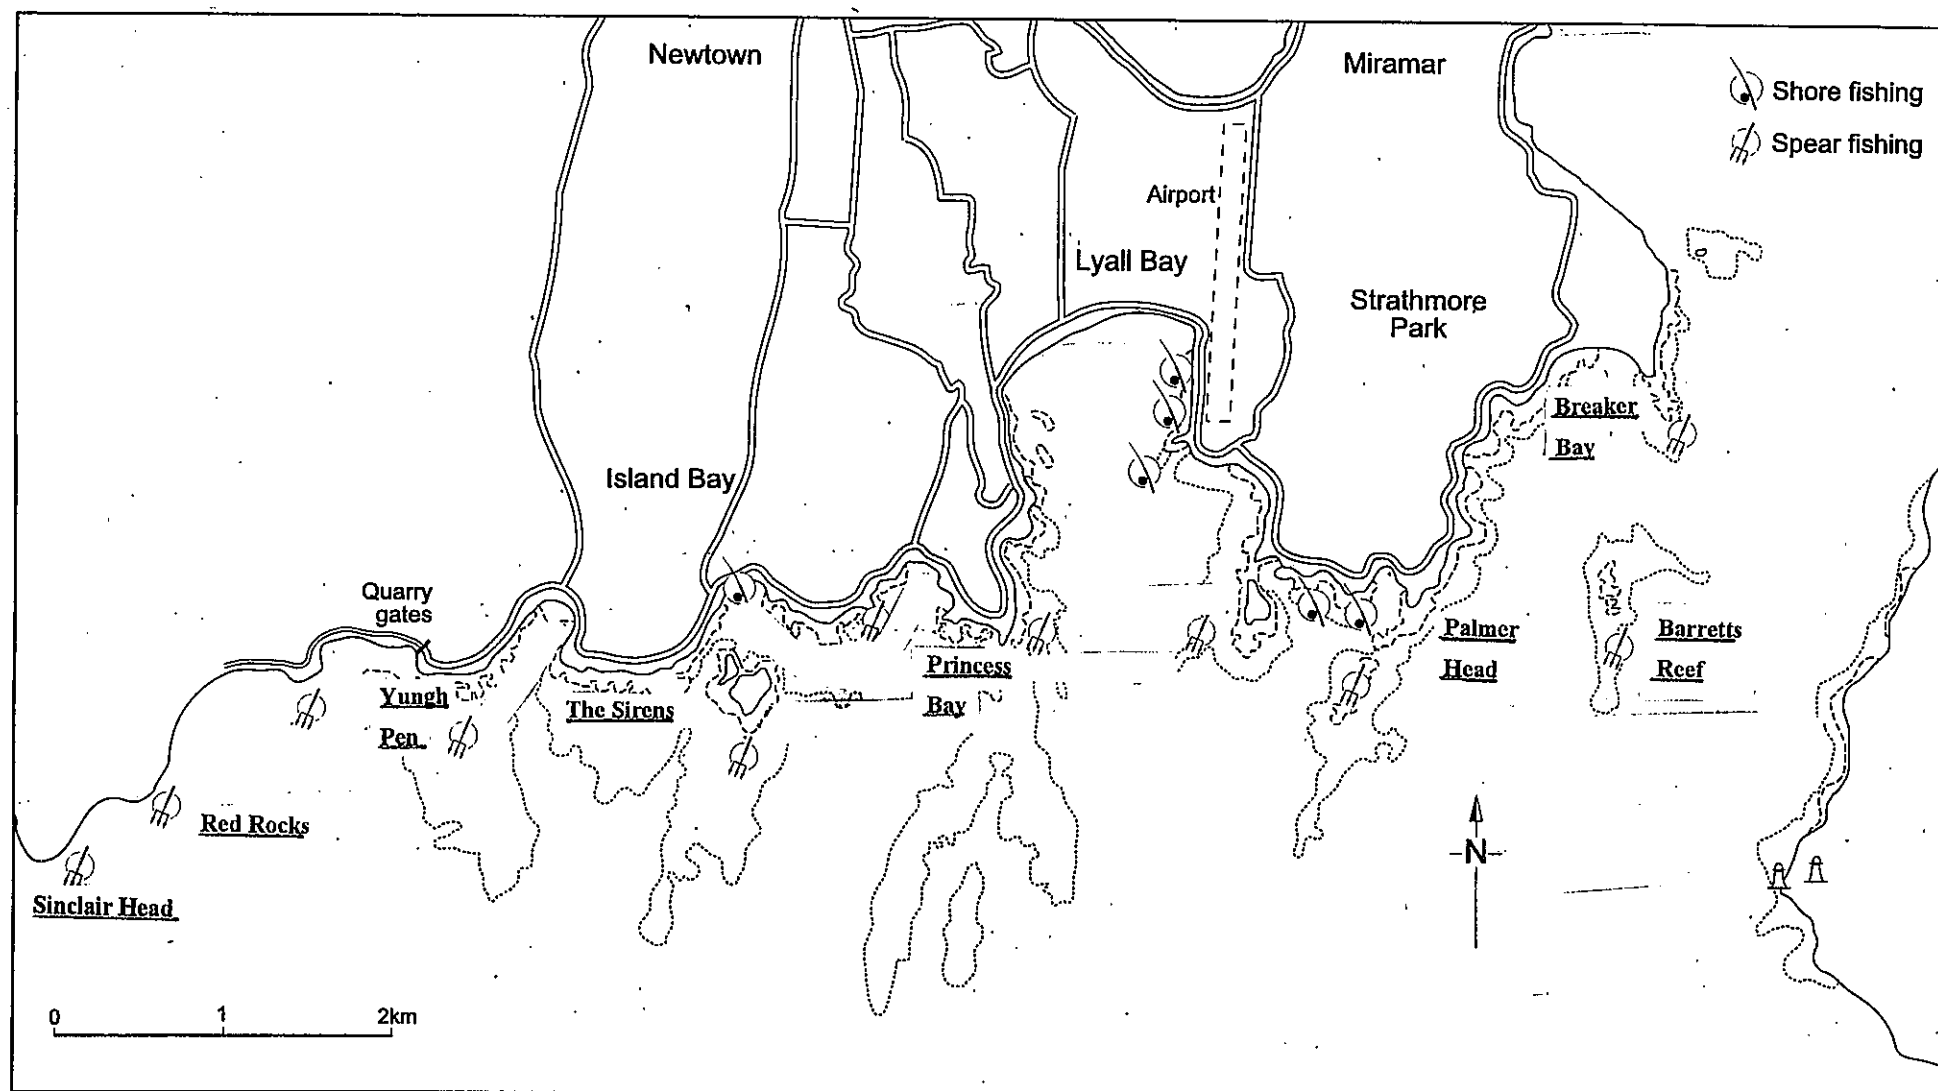 Newtown
Miramar
Shore fishing
Spear fishing
Airport
Lyall Bay
Strathmore
Park
Breaker
Bay
Island Bay
Quarry
gates
Palmer
Head
Barretts
Reef
Princess
Bay
Yungh
Pen
The Sirens
Red Rocks
Sinclair Head
N
0 1 2km